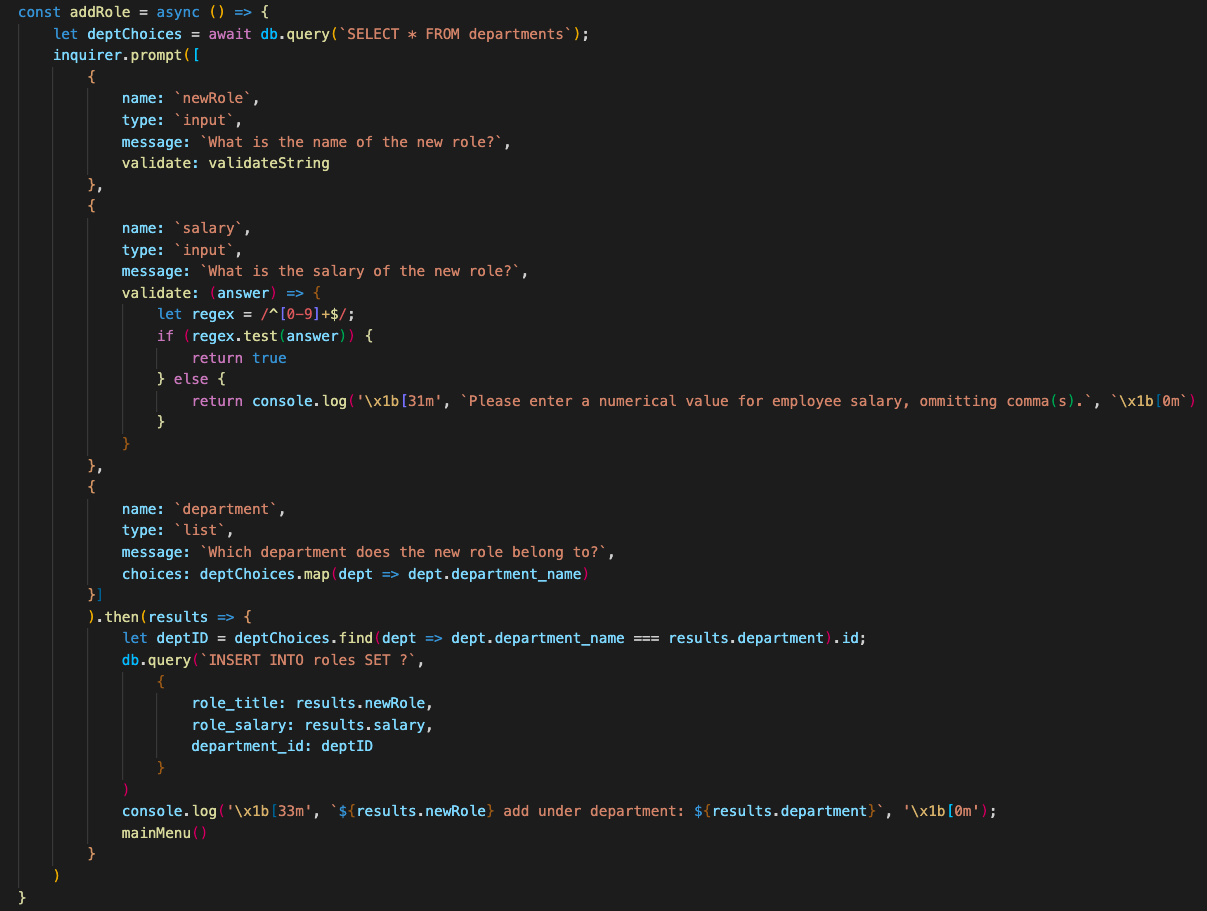 const addRole = async () => {
    let deptChoices = await db.query(`SELECT * FROM departments`);
    inquirer.prompt([
        {
            name: `newRole`,
            type: `input`,
            message: `What is the name of the new role?`,
            validate: validateString
        },
        {
            name: `salary`,
            type: `input`,
            message: `What is the salary of the new role?`,
            validate: (answer) => {
                let regex = /^[0-9]+$/;
                if (regex.test(answer)) {
                    return true
                } else {
                    return console.log('\x1b[31m', `Please enter a numerical value for employee salary, ommitting comma(s).`, `\x1b[0m`)
                }
            }
        },
        {
            name: `department`,
            type: `list`,
            message: `Which department does the new role belong to?`,
            choices: deptChoices.map(dept => dept.department_name)
        }]
        ).then(results => {
            let deptID = deptChoices.find(dept => dept.department_name === results.department).id;
            db.query(`INSERT INTO roles SET ?`,
                {
                    role_title: results.newRole,
                    role_salary: results.salary,
                    department_id: deptID
                }
            )
            console.log('\x1b[33m', `${results.newRole} add under department: ${results.department}`, '\x1b[0m');
            mainMenu()
        }
    )
}